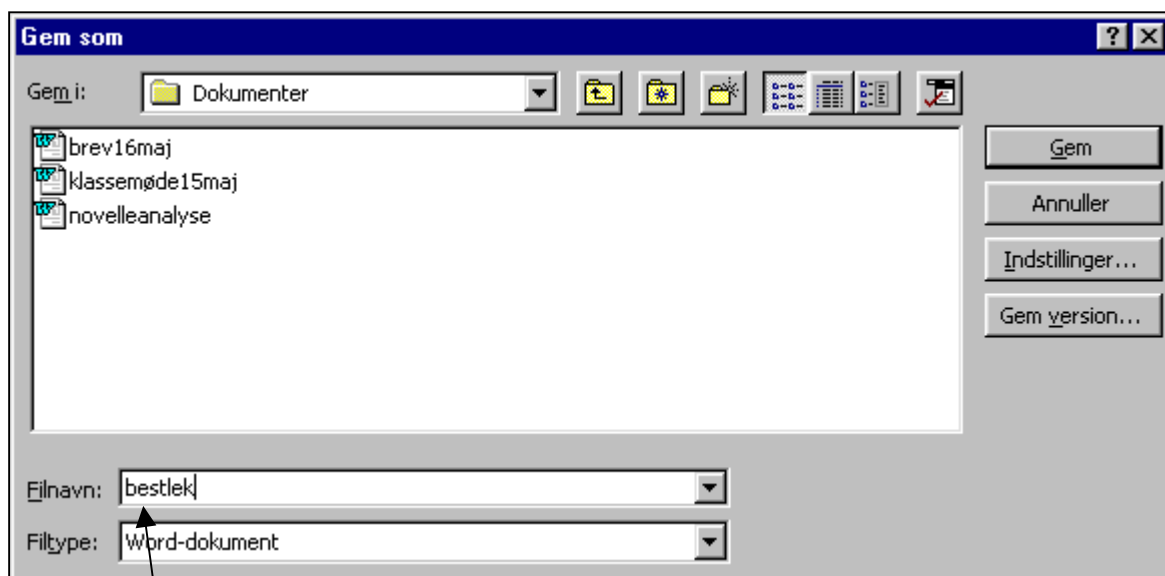 Gem som
Gem i: Dokumenter
brev16maj
klassemøde15maj
novelleanalyse
Gem
Annuller
Indstillinger...
Gem version...
Filnavn: bestlek
Filtype: Word-dokument